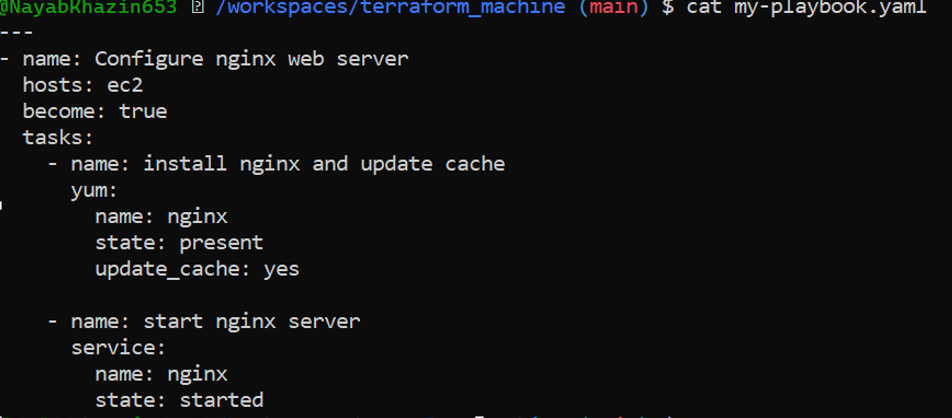 @NayabKhazin653 /workspaces/terraform_machine (main) $ cat my-playbook.yaml
---
- name: Configure nginx web server
  hosts: ec2
  become: true
  tasks:
    - name: install nginx and update cache
      yum:
        name: nginx
        state: present
        update_cache: yes

    - name: start nginx server
      service:
        name: nginx
        state: started